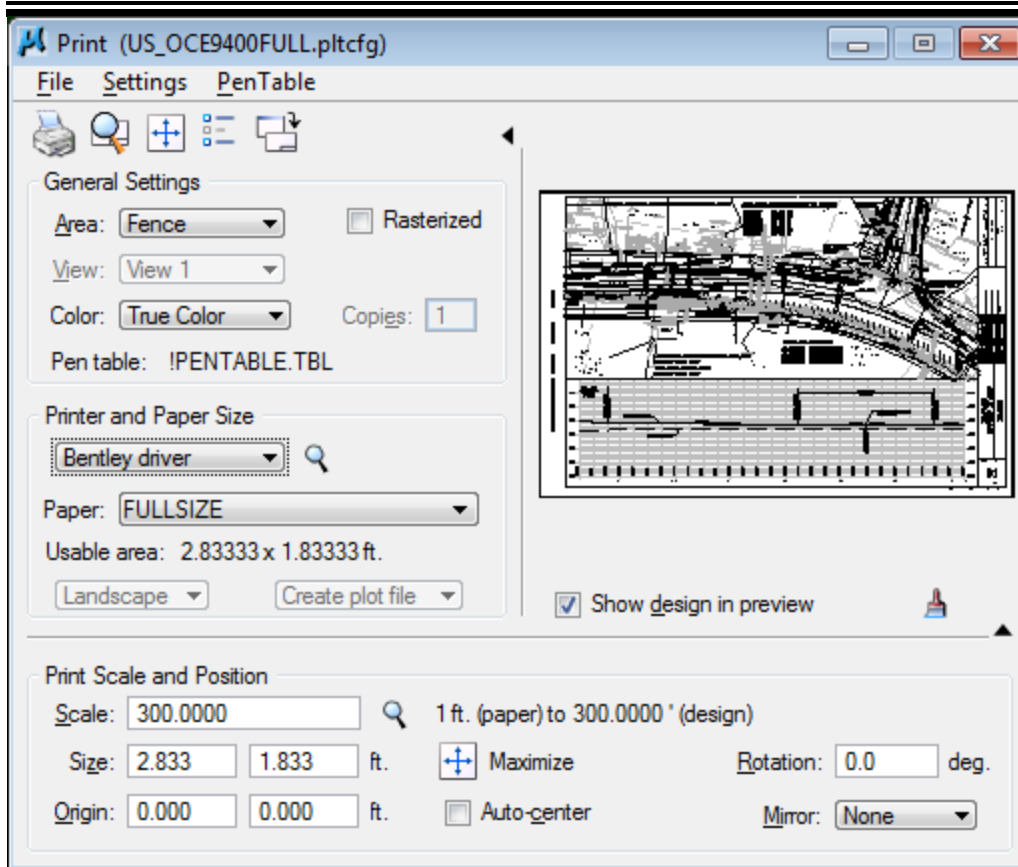 Print (US_OCE9400FULL.pltcfg)
File Settings PenTable
General Settings
Area: Fence Rasterized
View: View 1
Color: True Color Copies: 1
Pen table: !PENTABLE.TBL
Printer and Paper Size
Bentley driver
Paper: FULLSIZE
Usable area: 2.83333 x 1.83333 ft.
Landscape Create plot file
Show design in preview
Print Scale and Position
Scale: 300.0000 1 ft. (paper) to 300.0000 ' (design)
Size: 2.833 1.833 ft. Maximize Rotation: 0.0 deg.
Origin: 0.000 0.000 ft. Auto-center Mirror: None